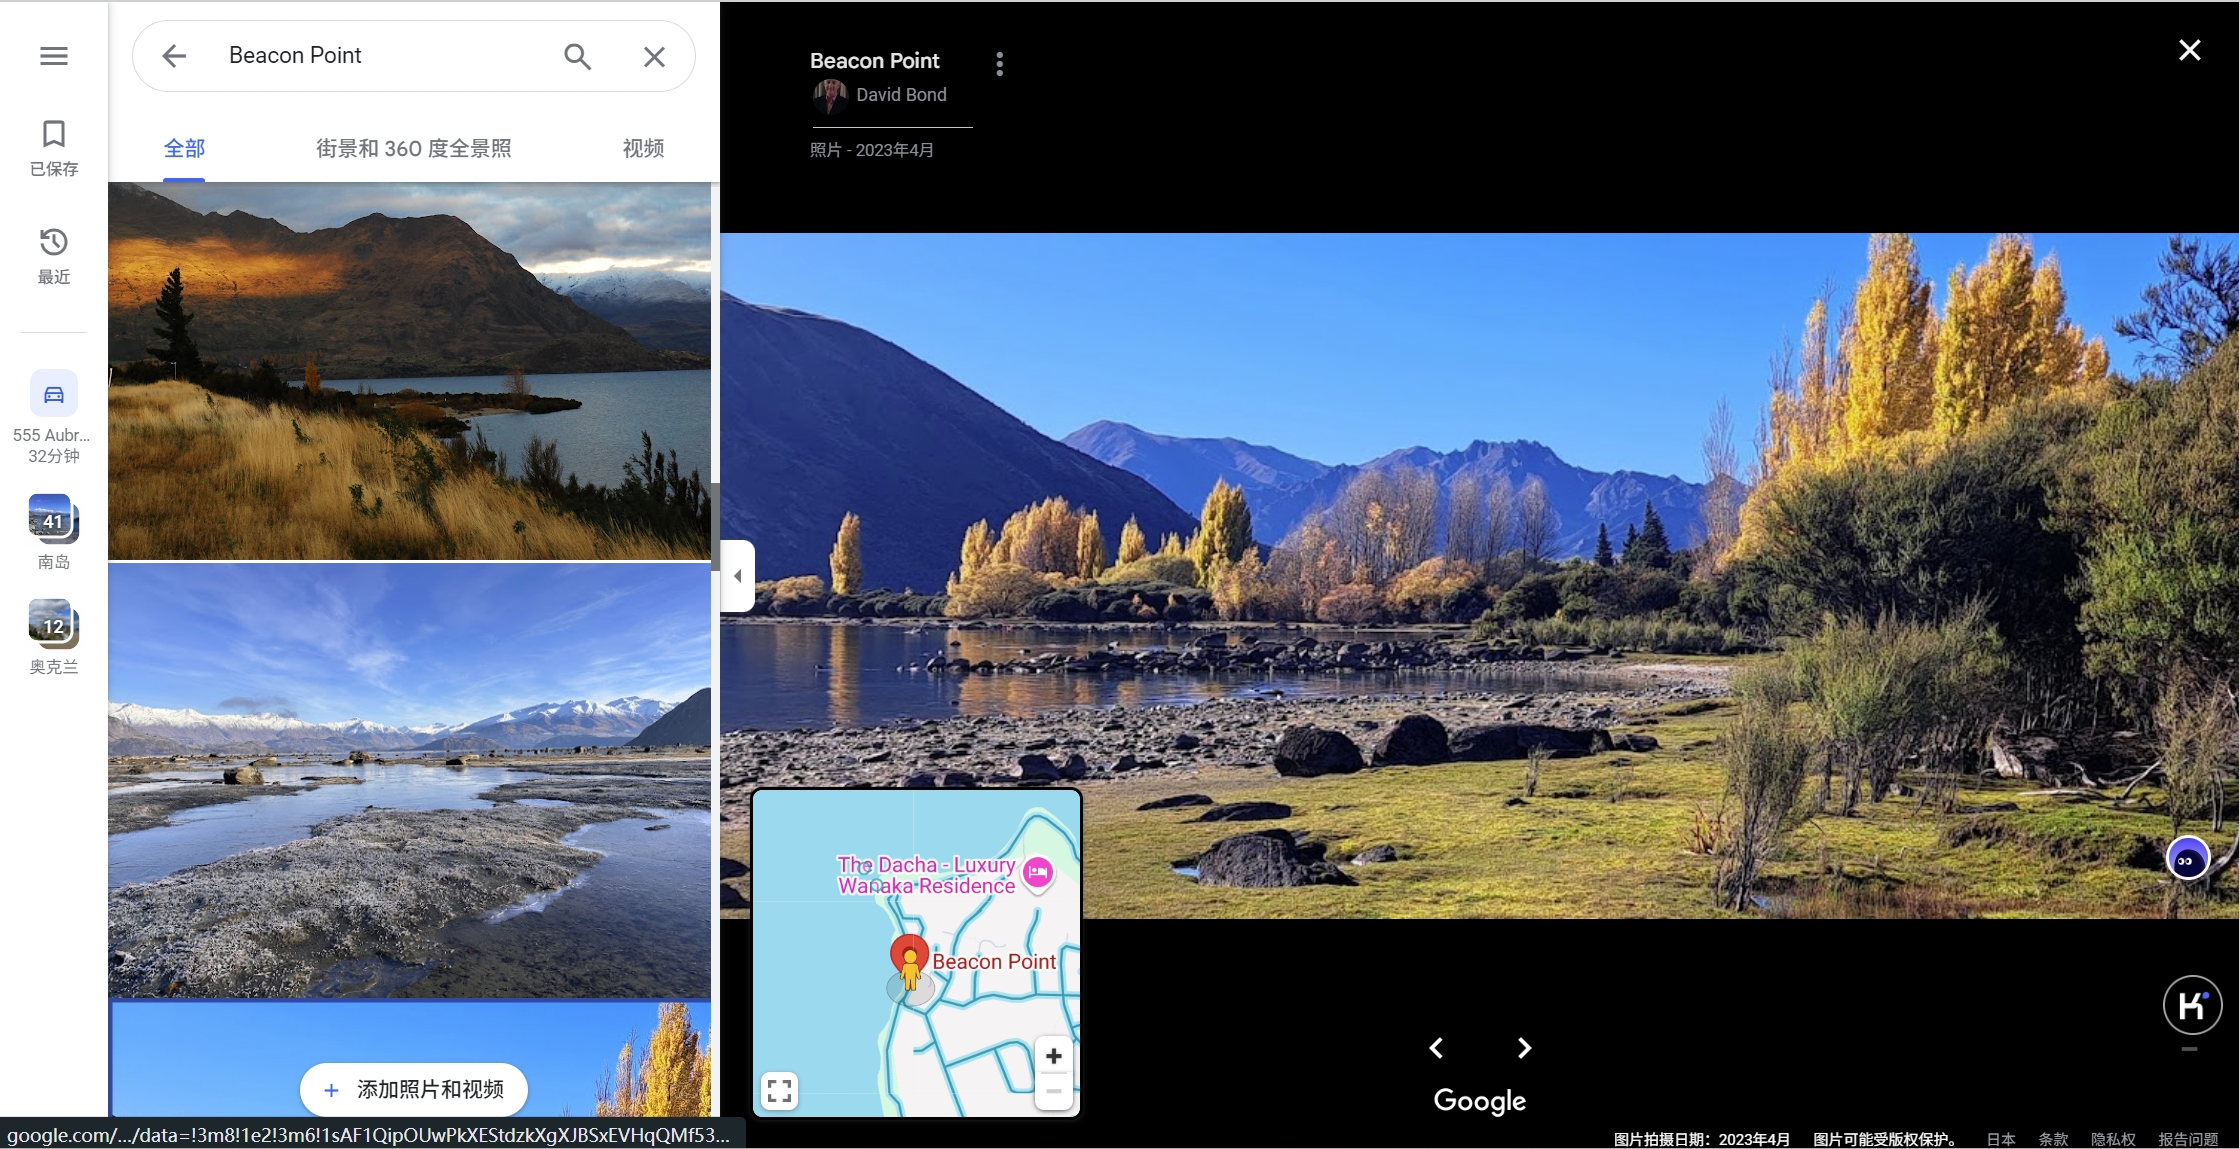 Beacon Point
全部
街景和 360 度全景照
视频
已保存
最近
555 Aubr...
32分钟
41
南岛
12
奥克兰
添加照片和视频
google.com/.../data=!3m8!1e2!3m6!1sAF1QipOUwPkXEStdzkXgXJBSxEVHqQMf53...
Beacon Point
David Bond
照片 - 2023年4月
The Dacha - Luxury
Wanaka Residence
Beacon Point
Google
图片拍摄日期：2023年4月 图片可能受版权保护。 日本 条款 隐私权 报告问题